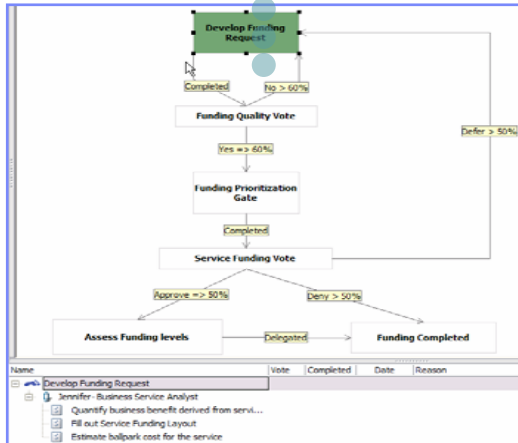 Develop Funding
Request
Completed
No > 60%
Funding Quality Vote
Defer > 50%
Yes => 60%
Funding Prioritization
Gate
Completed
Service Funding Vote
Approve => 50%
Deny > 50%
Assess Funding levels
Delegated
Funding Completed
Name Vote Completed Date Reason
Develop Funding Request
Jennifer- Business Service Analyst
Quantify business benefit derived from servi...
Fill out Service Funding Layout
Estimate ballpark cost for the service